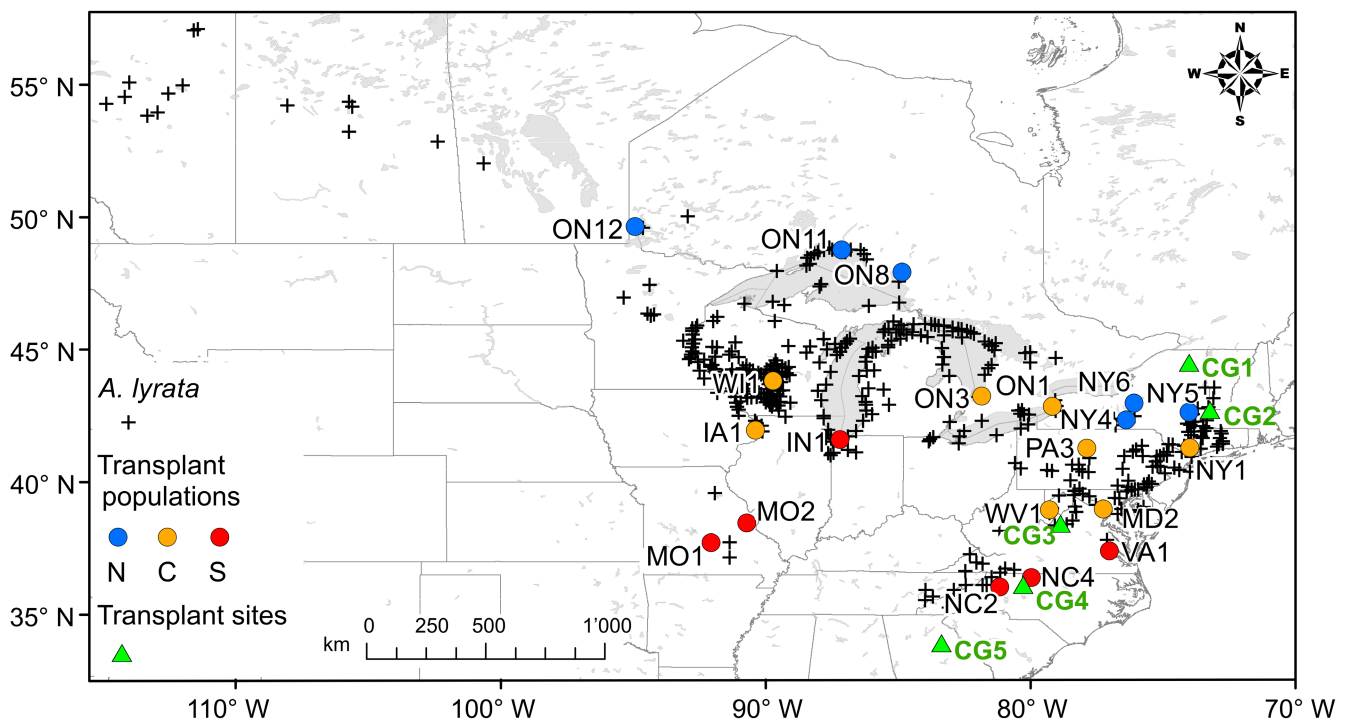 N
W E
S
55° N
50° N
45° N
40° N
35° N
ON12
ON11
ON8
CG1
WI1
ON3
ON1
NY6
NY5
CG2
NY4
IA1
IN1
PA3
NY1
A. lyrata
Transplant
populations
N C S
Transplant sites
MO2
MO1
WV1
MD2
CG3
VA1
NC4
NC2
CG4
CG5
km
0 250 500 1'000
110° W 100° W 90° W 80° W 70° W